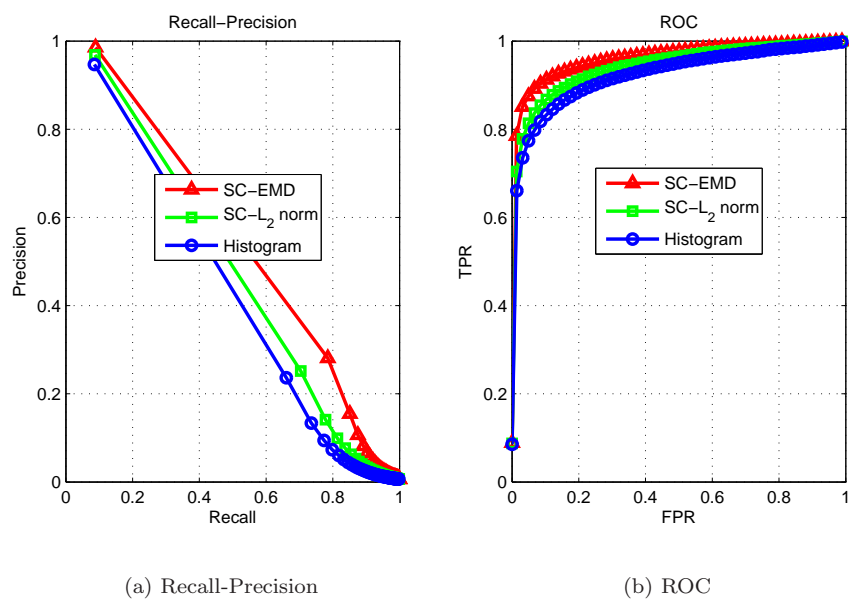 Recall−Precision
1
0.8
0.6
0.4
0.2
0
0 0.2 0.4 0.6 0.8 1
Precision
Recall
SC−EMD
SC−L2 norm
Histogram
(a) Recall-Precision
ROC
1
0.8
0.6
0.4
0.2
0
0 0.2 0.4 0.6 0.8 1
TPR
FPR
SC−EMD
SC−L2 norm
Histogram
(b) ROC